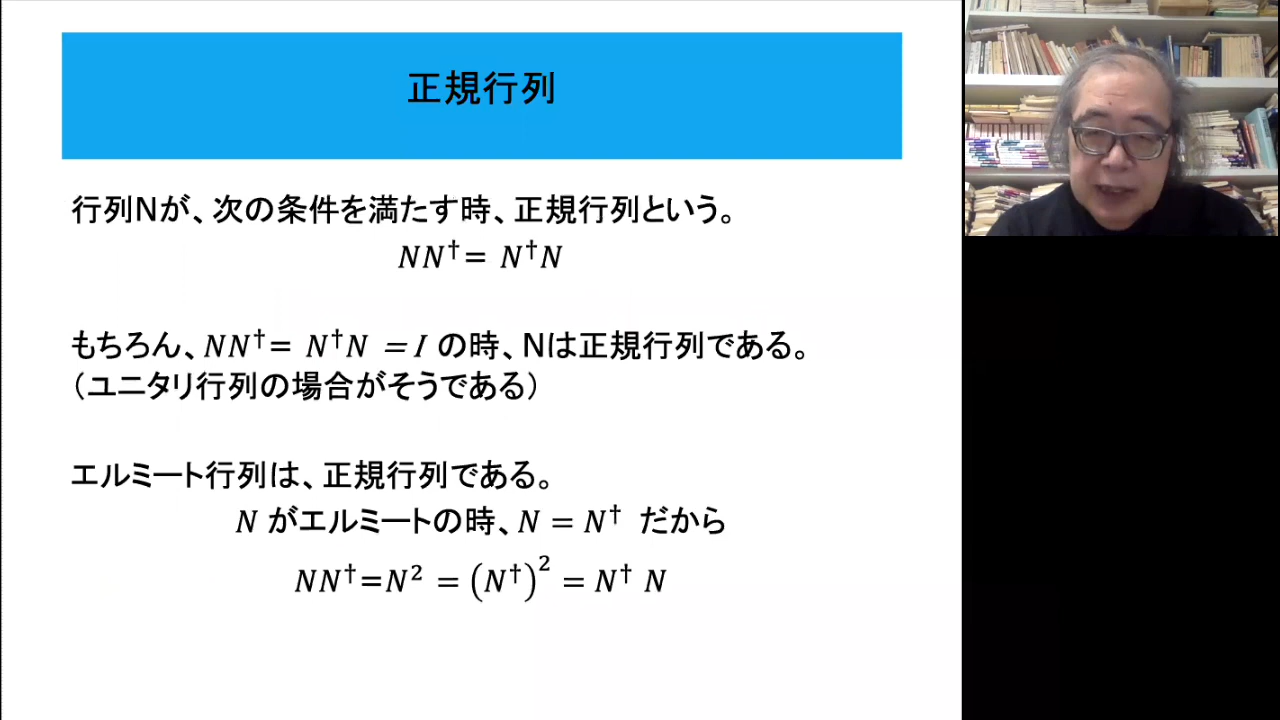 正規行列
行列Nが、次の条件を満たす時、正規行列という。
𝑁𝑁†= 𝑁†𝑁
もちろん、𝑁𝑁†= 𝑁†𝑁 =𝐼 の時、Nは正規行列である。
（ユニタリ行列の場合がそうである）
エルミート行列は、正規行列である。
𝑁 がエルミートの時、𝑁 = 𝑁† だから
𝑁𝑁†=𝑁² = (𝑁†)² = 𝑁† 𝑁